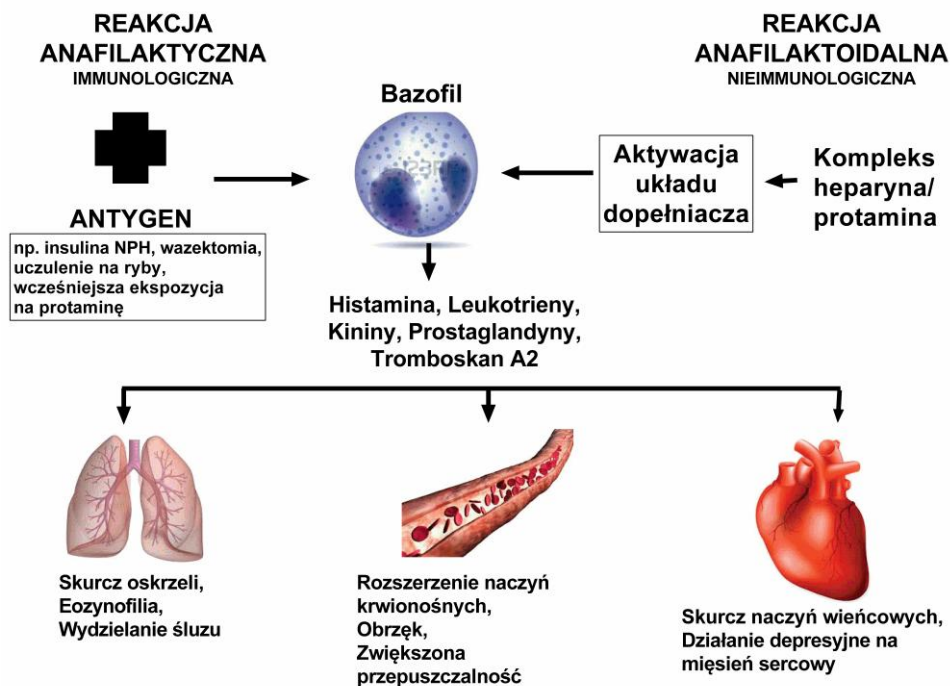 REAKCJA
ANAFILAKTYCZNA
IMMUNOLOGICZNA
REAKCJA
ANAFILAKTOIDALNA
NIEIMMUNOLOGICZNA
Bazofil
ANTYGEN
np. insulina NPH, wazektomia,
uczulenie na ryby,
wcześniejsza ekspozycja
na protaminę
Aktywacja
układu
dopełniacza
Kompleks
heparyna/
protamina
Histamina, Leukotrieny,
Kininy, Prostaglandyny,
Tromboskan A2
Skurcz oskrzeli,
Eozynofilia,
Wydzielanie śluzu
Rozszerzenie naczyń
krwionośnych,
Obrzęk,
Zwiększona
przepuszczalność
Skurcz naczyń wieńcowych,
Działanie depresyjne na
mięsień sercowy